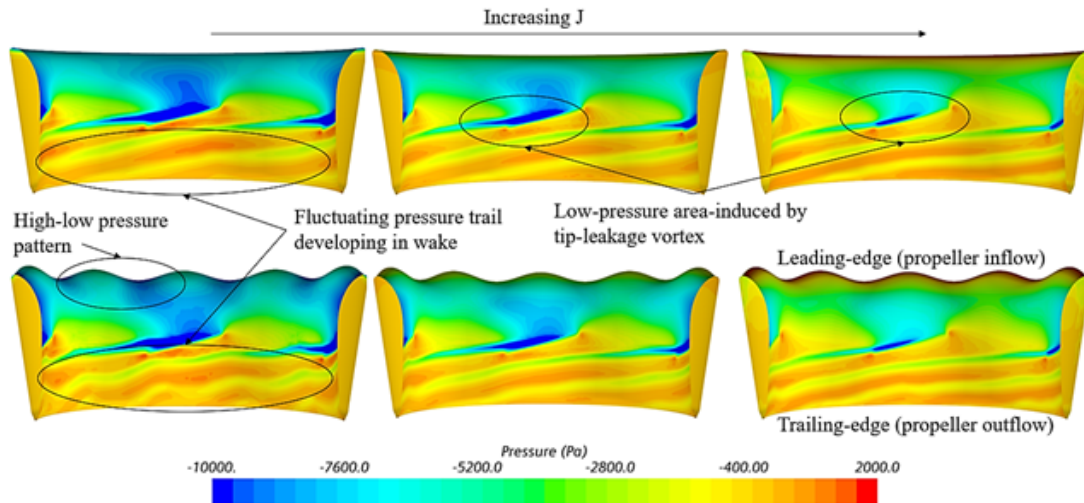 Increasing J
High-low pressure
pattern
Fluctuating pressure trail
developing in wake
Low-pressure area-induced by
tip-leakage vortex
Leading-edge (propeller inflow)
Trailing-edge (propeller outflow)
Pressure (Pa)
-10000. -7600.0 -5200.0 -2800.0 -400.00 2000.0